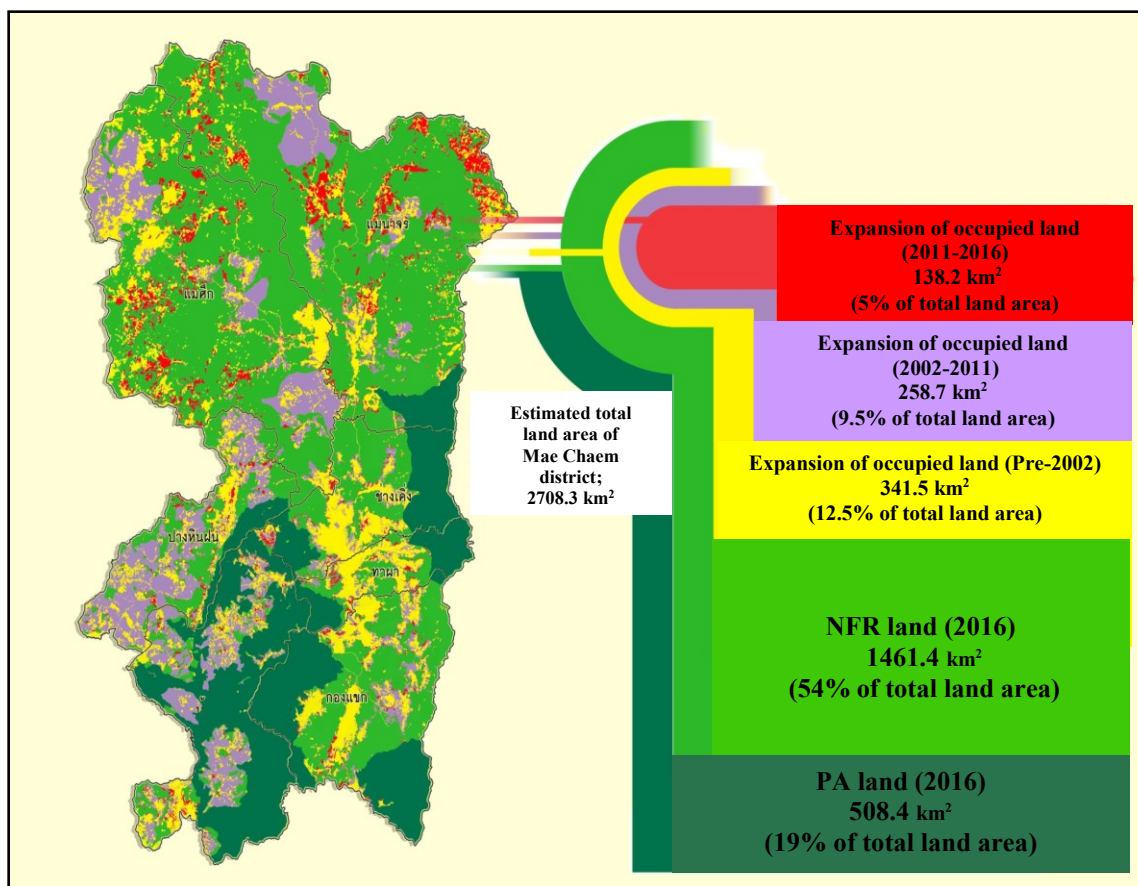 แม่นาจร
แม่ศึก
ช่างเคิ่ง
ปางหินฝน
ท่าผา
กองแขก
Expansion of occupied land
(2011-2016)
138.2 km²
(5% of total land area)
Expansion of occupied land
(2002-2011)
258.7 km²
(9.5% of total land area)
Estimated total
land area of
Mae Chaem
district;
2708.3 km²
Expansion of occupied land (Pre-2002)
341.5 km²
(12.5% of total land area)
NFR land (2016)
1461.4 km²
(54% of total land area)
PA land (2016)
508.4 km²
(19% of total land area)